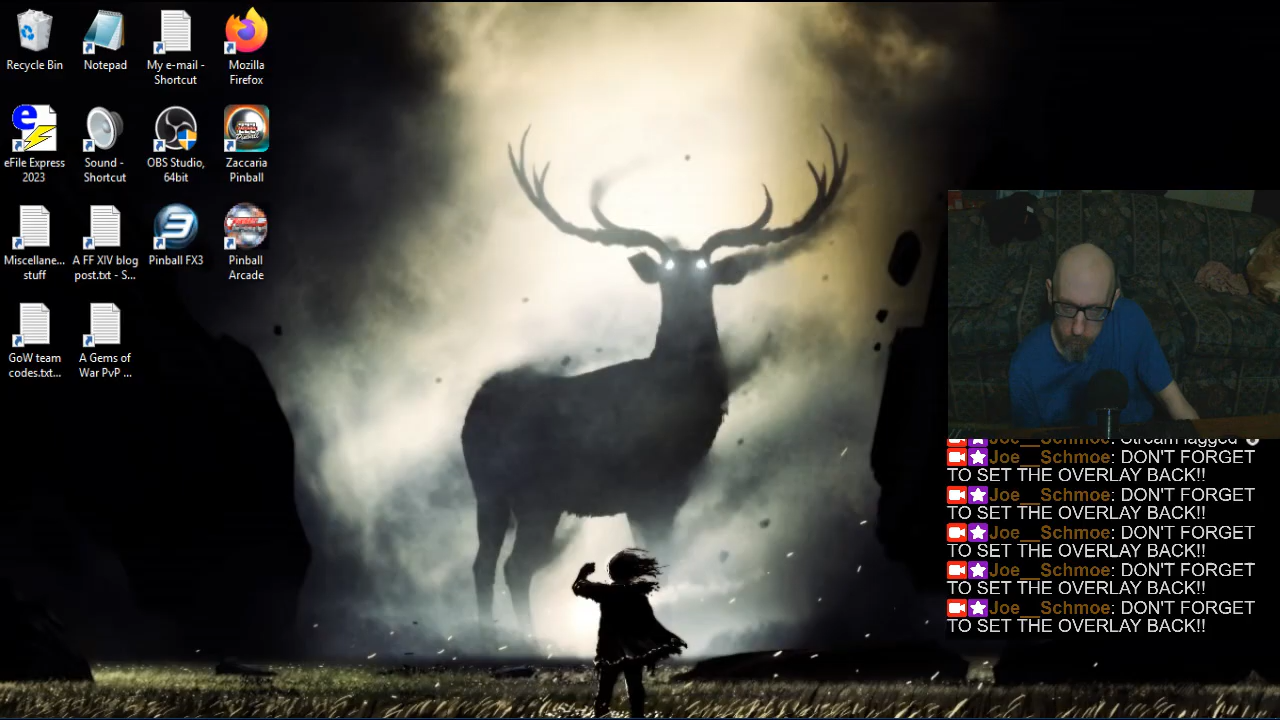 Recycle Bin
Notepad
My e-mail -
Shortcut
Mozilla
Firefox
eFile Express
2023
Sound -
Shortcut
OBS Studio,
64bit
Zaccaria
Pinball
Miscellane...
stuff
A FF XIV blog
post.txt - S...
Pinball FX3
Pinball
Arcade
GoW team
codes.txt...
A Gems of
War PvP ...
Joe__Schmoe: Stream lagged
Joe__Schmoe: DON'T FORGET
TO SET THE OVERLAY BACK!!
Joe__Schmoe: DON'T FORGET
TO SET THE OVERLAY BACK!!
Joe__Schmoe: DON'T FORGET
TO SET THE OVERLAY BACK!!
Joe__Schmoe: DON'T FORGET
TO SET THE OVERLAY BACK!!
Joe__Schmoe: DON'T FORGET
TO SET THE OVERLAY BACK!!